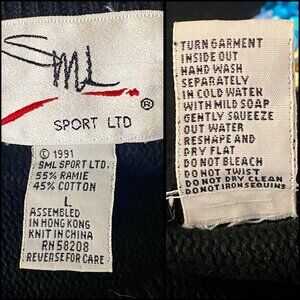 SML
®
SPORT LTD
© 1991
SML SPORT LTD.
55% RAMIE
45% COTTON
L
ASSEMBLED
IN HONG KONG
KNIT IN CHINA
RN 58208
REVERSE FOR CARE
TURN GARMENT
INSIDE OUT
HAND WASH
SEPARATELY
IN COLD WATER
WITH MILD SOAP
GENTLY SQUEEZE
OUT WATER
RESHAPE AND
DRY FLAT
DO NOT BLEACH
DO NOT TWIST
DO NOT DRY CLEAN
DO NOT IRON SEQUINS